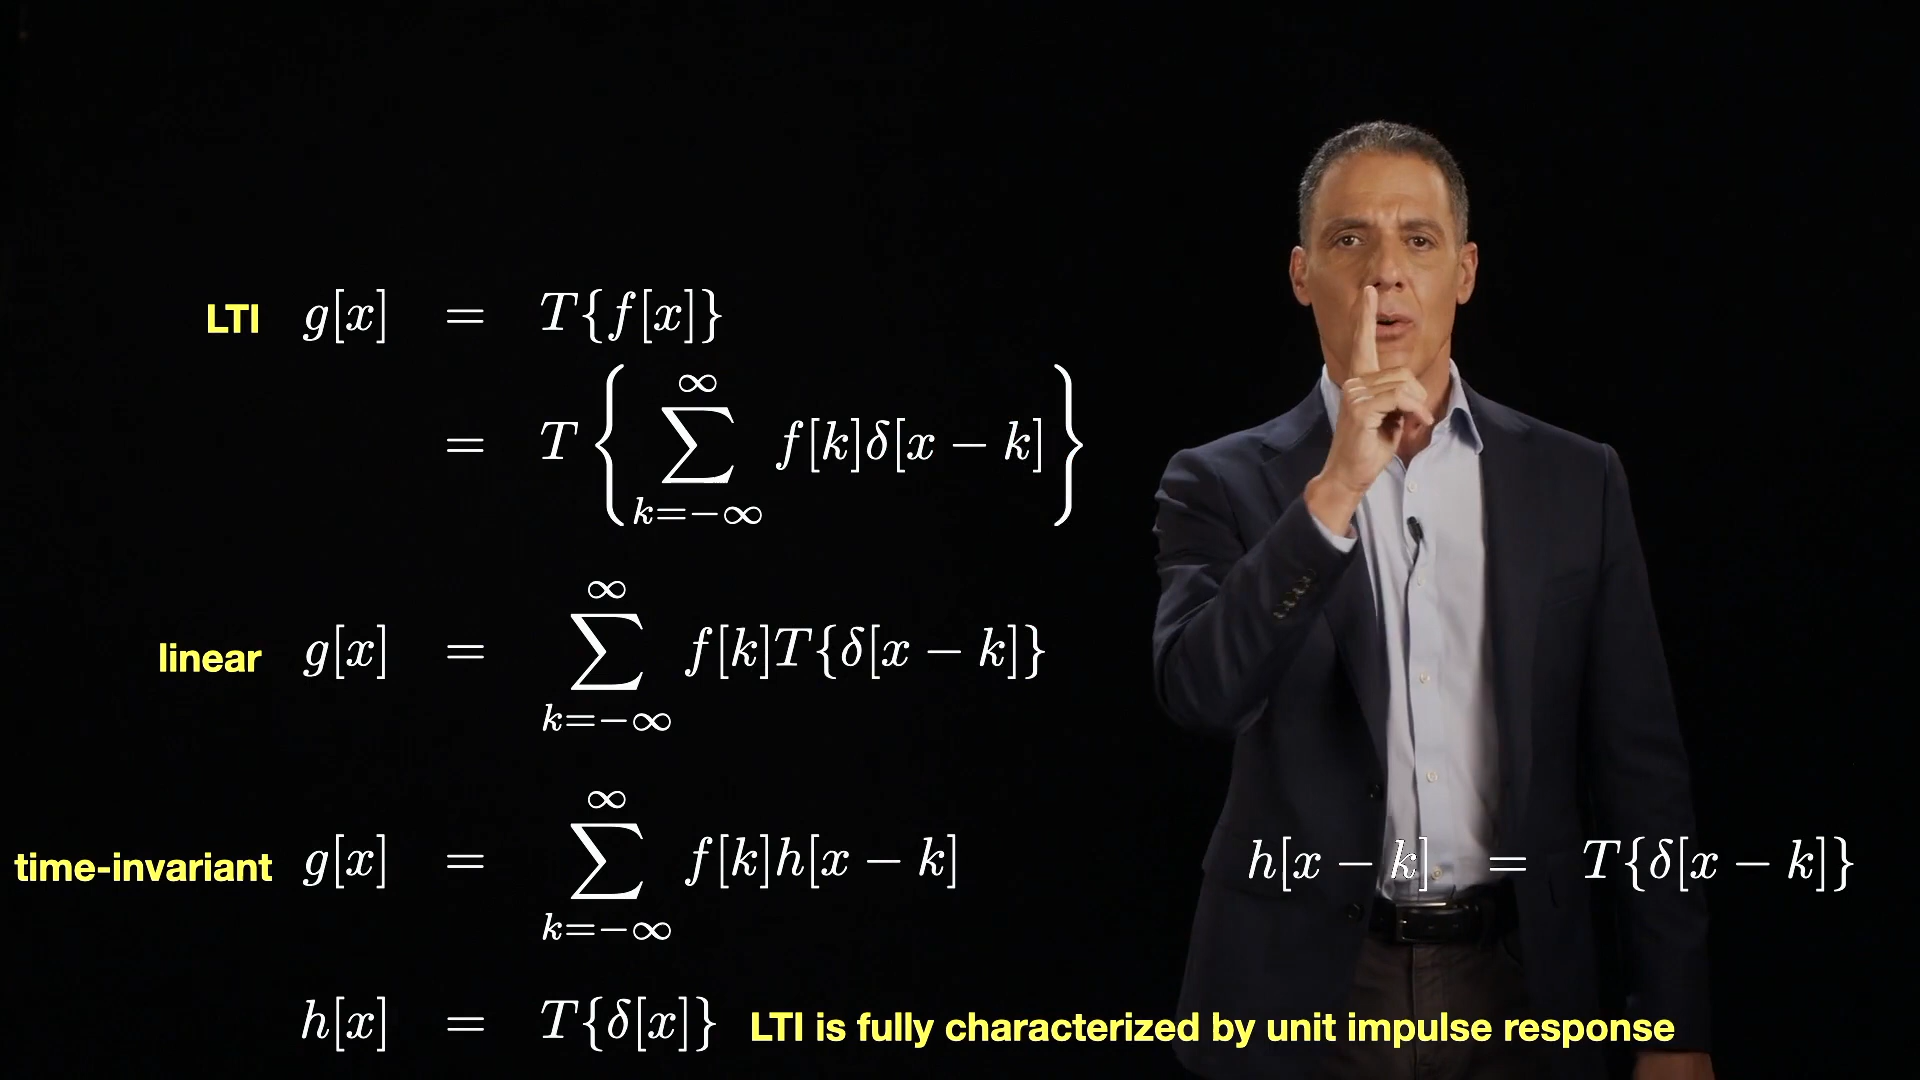 LTI g[x] = T{f[x]}
= T{∑_{k=-∞}^{∞} f[k]δ[x − k]}
linear g[x] = ∑_{k=-∞}^{∞} f[k]T{δ[x − k]}
time-invariant g[x] = ∑_{k=-∞}^{∞} f[k]h[x − k] h[x − k] = T{δ[x − k]}
h[x] = T{δ[x]} LTI is fully characterized by unit impulse response